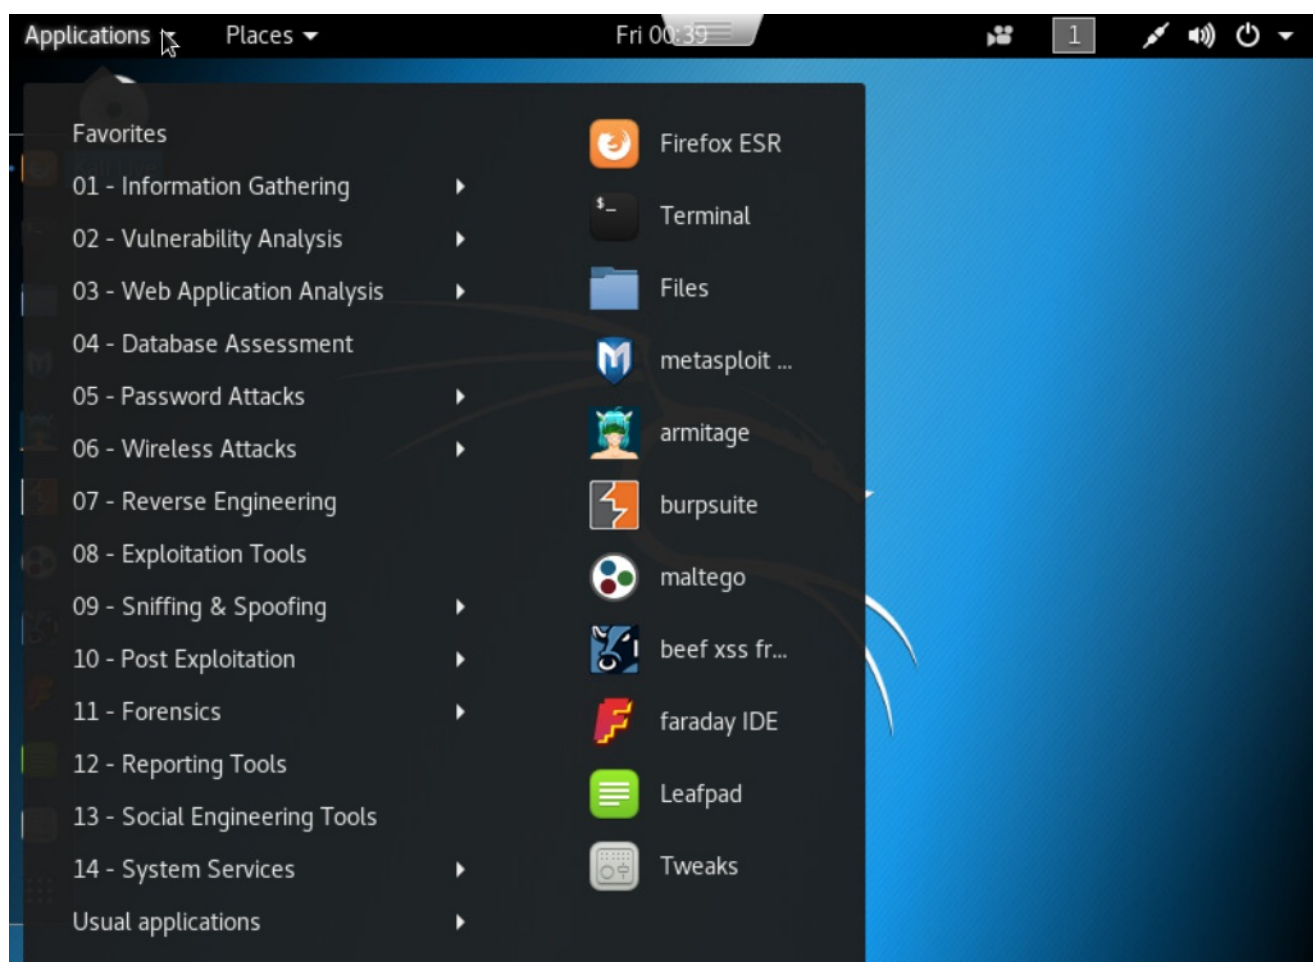 Applications Places Fri 00:39 1
Favorites
01 - Information Gathering
02 - Vulnerability Analysis
03 - Web Application Analysis
04 - Database Assessment
05 - Password Attacks
06 - Wireless Attacks
07 - Reverse Engineering
08 - Exploitation Tools
09 - Sniffing & Spoofing
10 - Post Exploitation
11 - Forensics
12 - Reporting Tools
13 - Social Engineering Tools
14 - System Services
Usual applications
Firefox ESR
$_
Terminal
Files
metasploit ...
armitage
burpsuite
maltego
beef xss fr...
faraday IDE
Leafpad
Tweaks